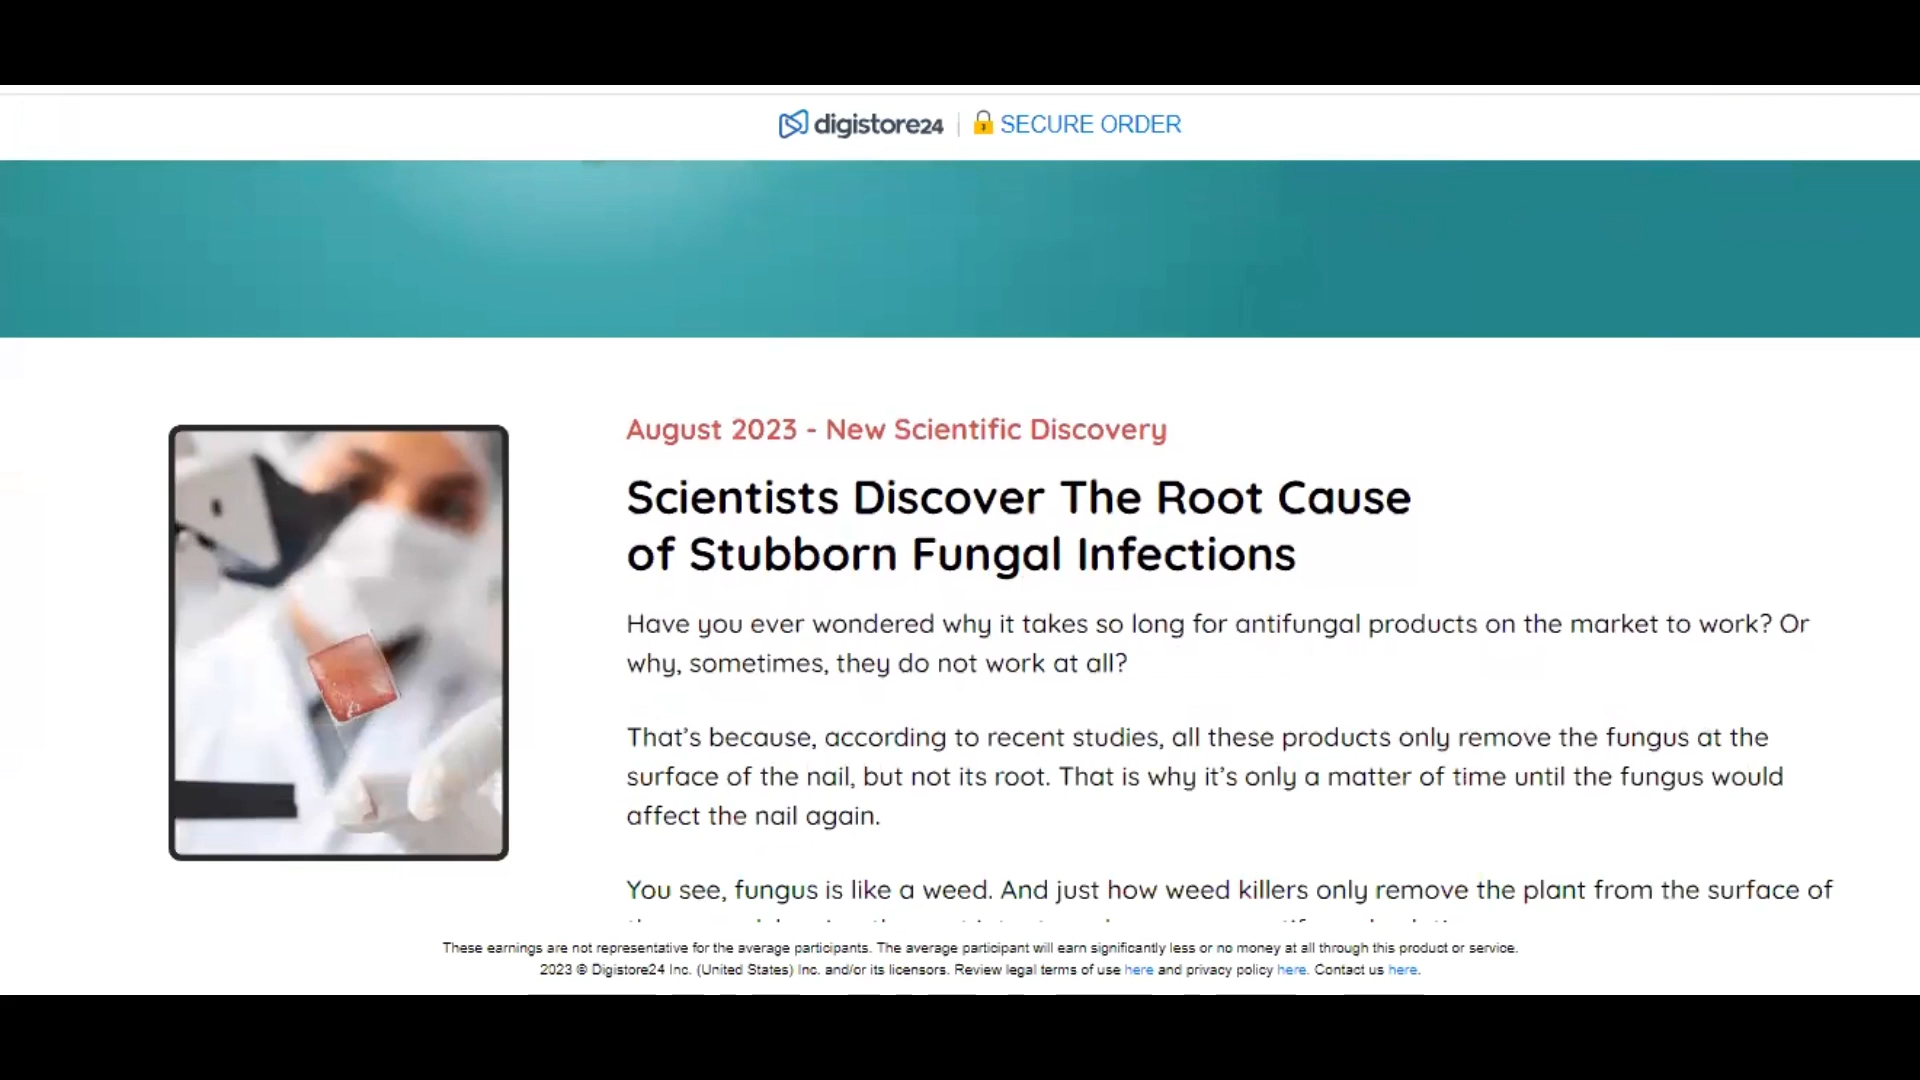 digistore24 | SECURE ORDER
August 2023 - New Scientific Discovery
Scientists Discover The Root Cause
of Stubborn Fungal Infections
Have you ever wondered why it takes so long for antifungal products on the market to work? Or
why, sometimes, they do not work at all?
That’s because, according to recent studies, all these products only remove the fungus at the
surface of the nail, but not its root. That is why it’s only a matter of time until the fungus would
affect the nail again.
You see, fungus is like a weed. And just how weed killers only remove the plant from the surface of
These earnings are not representative for the average participants. The average participant will earn significantly less or no money at all through this product or service.
2023 © Digistore24 Inc. (United States) Inc. and/or its licensors. Review legal terms of use here and privacy policy here. Contact us here.